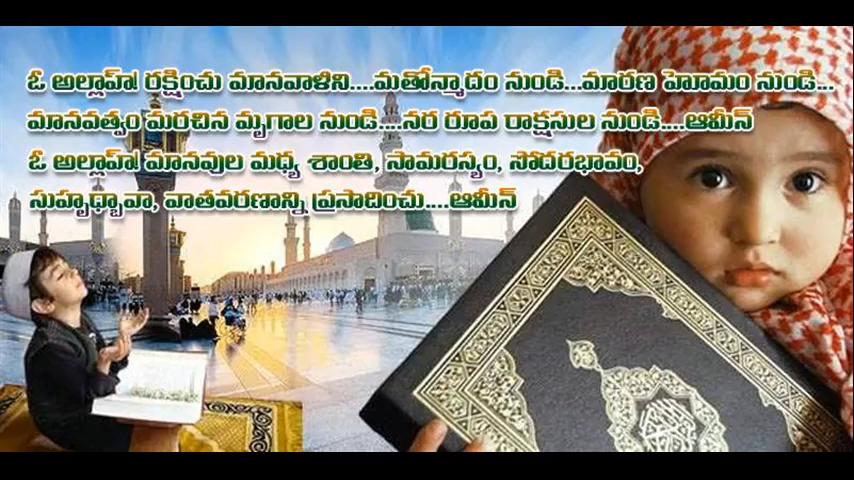 ఓ అల్లాహ్! రక్షించు మానవాళిని....మతోన్మాదం నుండి...మారణ హెూమం నుండి...
మానవత్వం మరచిన మృగాల నుండి....నర రూప రాక్షసుల నుండి....ఆమీన్
ఓ అల్లాహ్! మానవుల మధ్య శాంతి, సామరస్యం, సోదరభావం,
సుహృద్భావా, వాతవరణాన్ని ప్రసాదించు....ఆమీన్